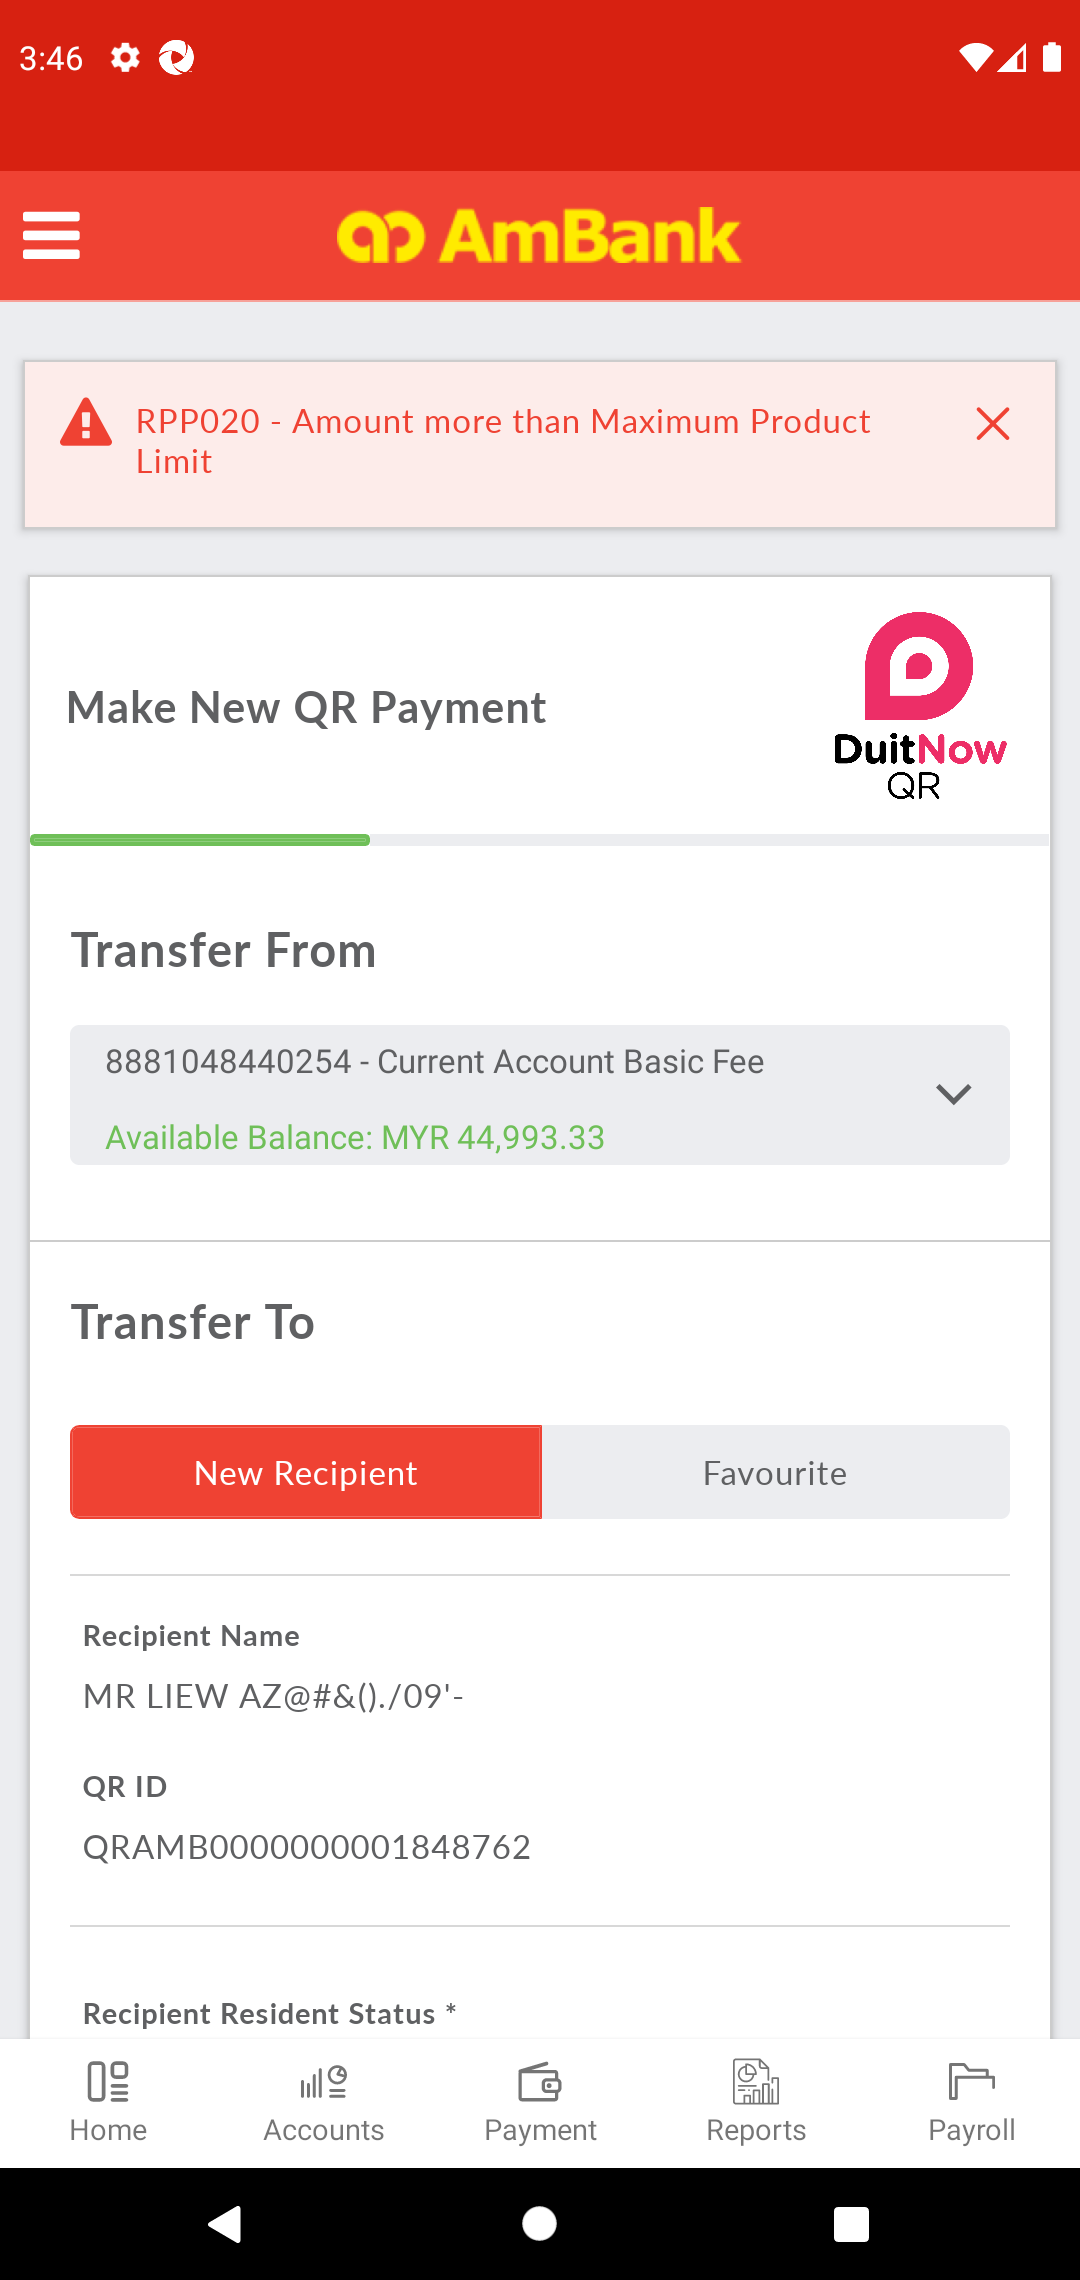 3:46
AmBank
RPP020 - Amount more than Maximum Product
Limit
Make New QR Payment
DuitNow
QR
Transfer From
8881048440254 - Current Account Basic Fee
Available Balance: MYR 44,993.33
Transfer To
New Recipient
Favourite
Recipient Name
MR LIEW AZ@#&()./09'-
QR ID
QRAMB0000000001848762
Recipient Resident Status *
Home
Accounts
Payment
Reports
Payroll